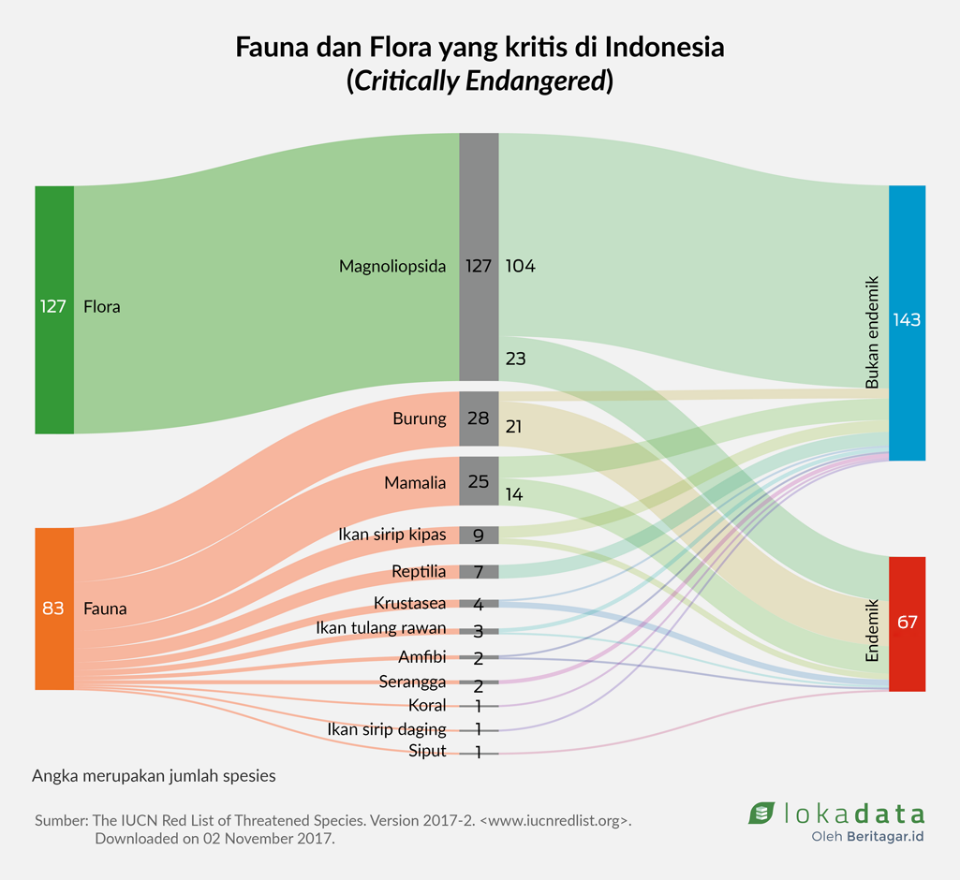 Fauna dan Flora yang kritis di Indonesia
(Critically Endangered)
Magnoliopsida
127
104
127
Flora
Bukan endemik
143
23
Burung
28
21
Mamalia
25
14
Ikan sirip kipas
9
Reptilia
7
Krustasea
4
83
Fauna
Ikan tulang rawan
3
Endemik
67
Amfibi
2
Serangga
2
Koral
1
Ikan sirip daging
1
Siput
1
Angka merupakan jumlah spesies
Sumber: The IUCN Red List of Threatened Species. Version 2017-2. <www.iucnredlist.org>.
Downloaded on 02 November 2017.
lokadata
Oleh Beritagar.id